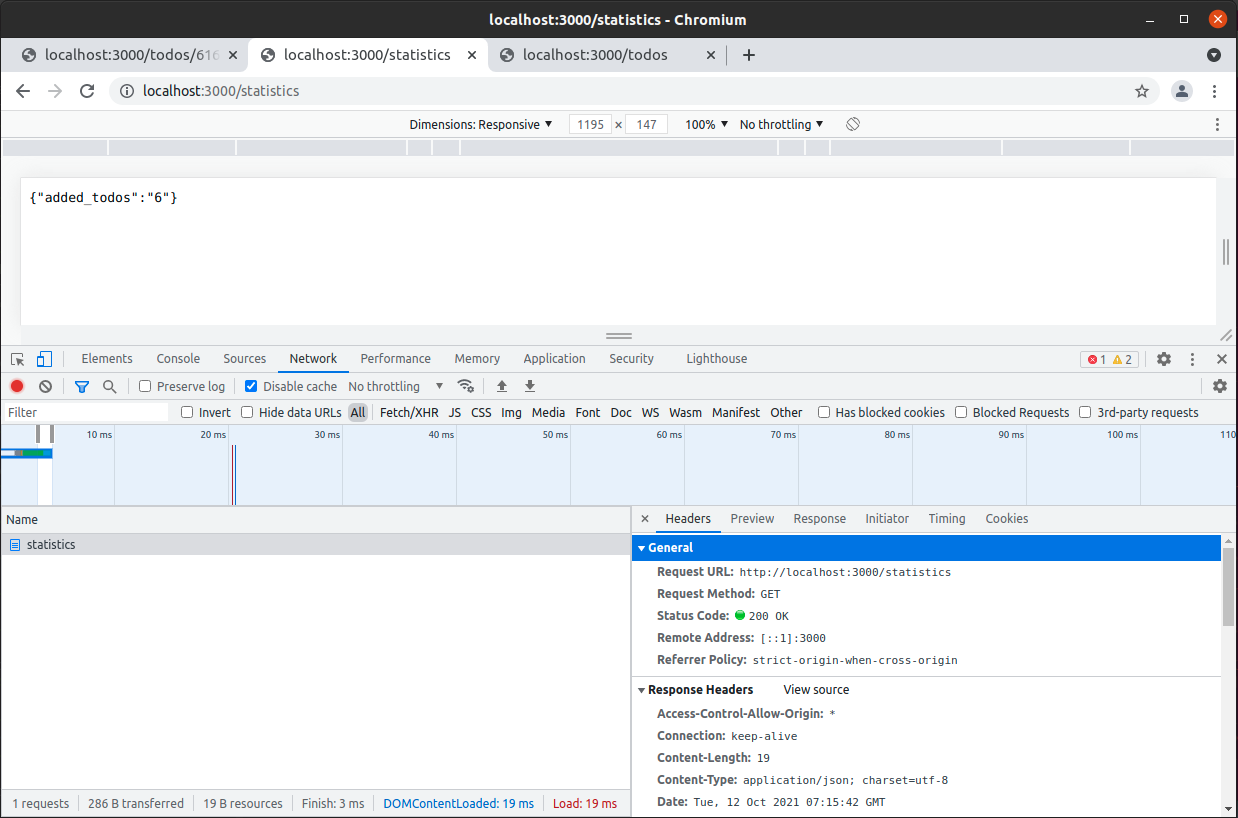 localhost:3000/statistics - Chromium
localhost:3000/todos/616 localhost:3000/statistics localhost:3000/todos
localhost:3000/statistics
Dimensions: Responsive 1195 × 147 100% No throttling
{"added_todos":"6"}
Elements Console Sources Network Performance Memory Application Security Lighthouse 1 2
Preserve log Disable cache No throttling
Filter Invert Hide data URLs All Fetch/XHR JS CSS Img Media Font Doc WS Wasm Manifest Other Has blocked cookies Blocked Requests 3rd-party requests
10 ms 20 ms 30 ms 40 ms 50 ms 60 ms 70 ms 80 ms 90 ms 100 ms 110
Name
statistics
Headers Preview Response Initiator Timing Cookies
General
Request URL: http://localhost:3000/statistics
Request Method: GET
Status Code: 200 OK
Remote Address: [::1]:3000
Referrer Policy: strict-origin-when-cross-origin
Response Headers View source
Access-Control-Allow-Origin: *
Connection: keep-alive
Content-Length: 19
Content-Type: application/json; charset=utf-8
Date: Tue, 12 Oct 2021 07:15:42 GMT
1 requests 286 B transferred 19 B resources Finish: 3 ms DOMContentLoaded: 19 ms Load: 19 ms